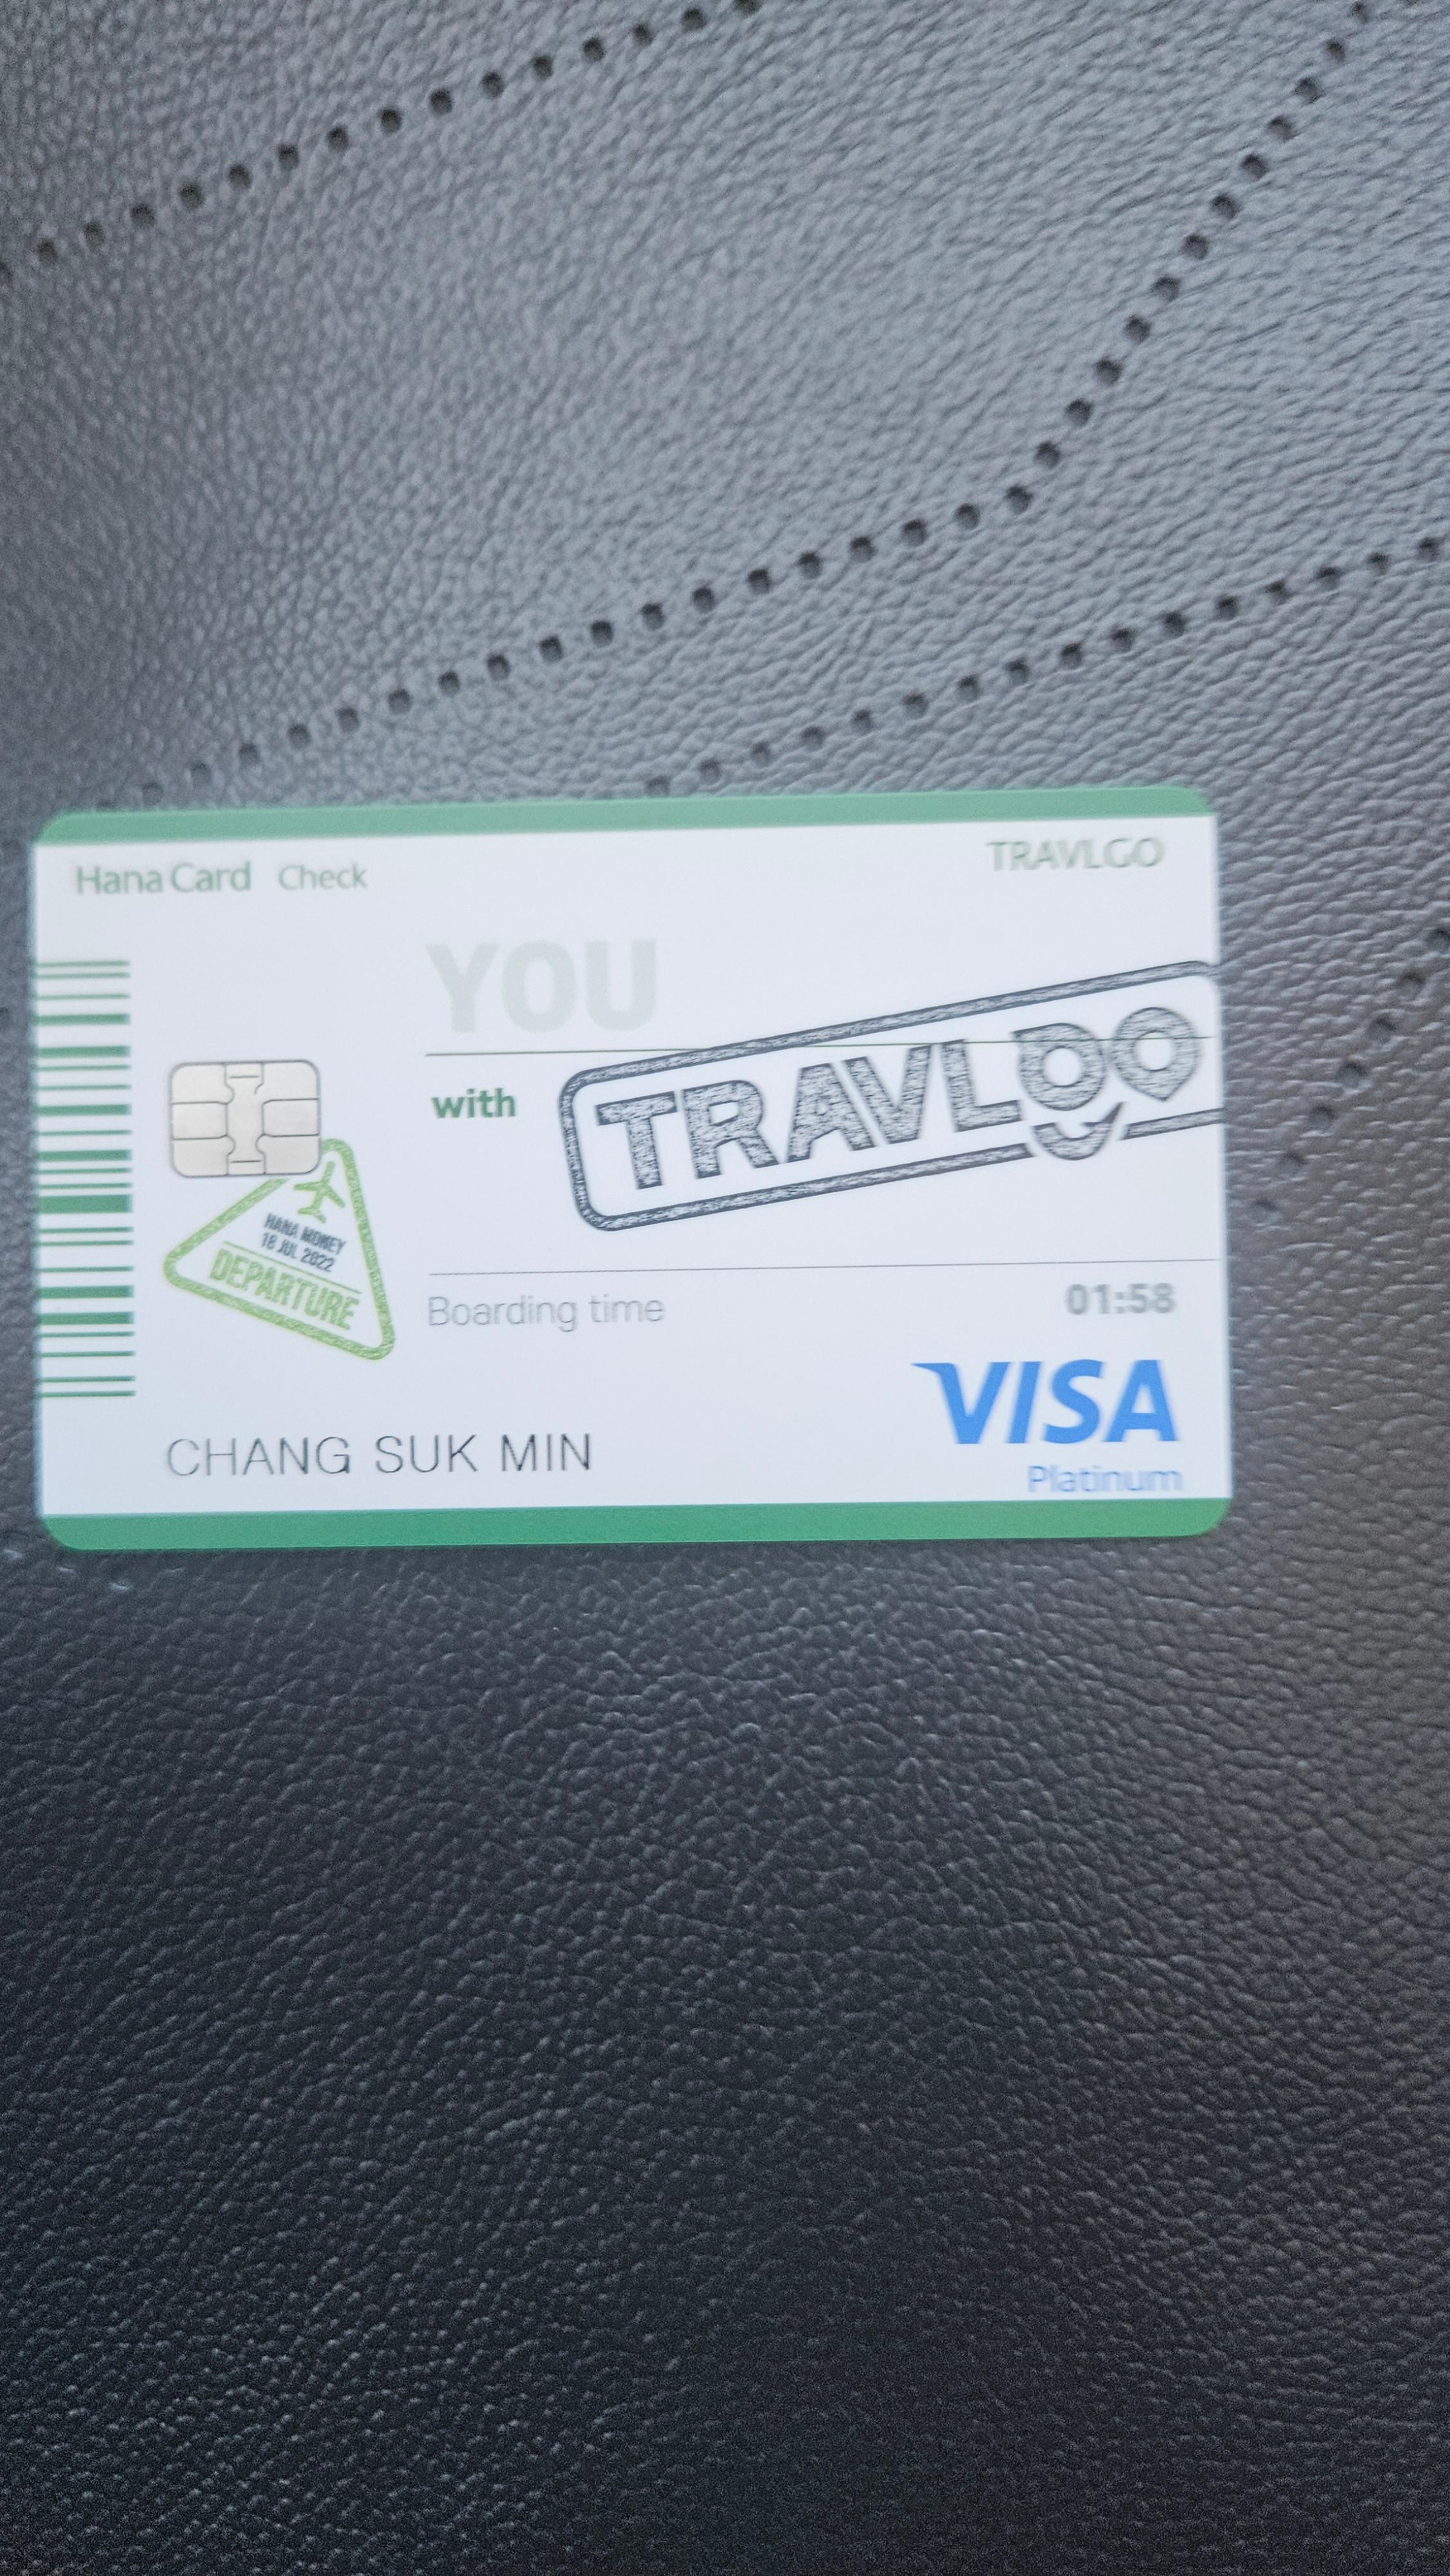 Hana Card Check
TRAVLGO
YOU
with
TRAVLGO
HANA MONEY
18 JUL 2022
DEPARTURE
Boarding time
01:58
VISA
Platinum
CHANG SUK MIN